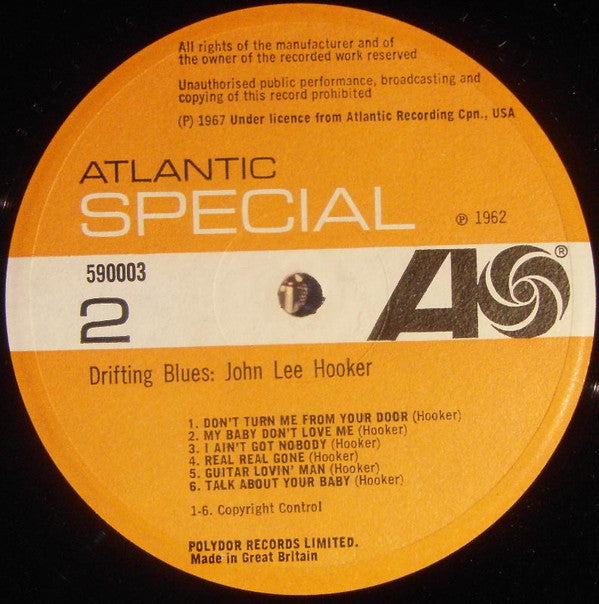 All rights of the manufacturer and of
the owner of the recorded work reserved
Unauthorised public performance, broadcasting and
copying of this record prohibited
(P) 1967 Under licence from Atlantic Recording Cpn., USA
ATLANTIC
SPECIAL
℗ 1962
590003
2
A
®
Drifting Blues: John Lee Hooker
1. DON'T TURN ME FROM YOUR DOOR (Hooker)
2. MY BABY DON'T LOVE ME (Hooker)
3. I AIN'T GOT NOBODY (Hooker)
4. REAL REAL GONE (Hooker)
5. GUITAR LOVIN' MAN (Hooker)
6. TALK ABOUT YOUR BABY (Hooker)
1-6. Copyright Control
POLYDOR RECORDS LIMITED.
Made in Great Britain